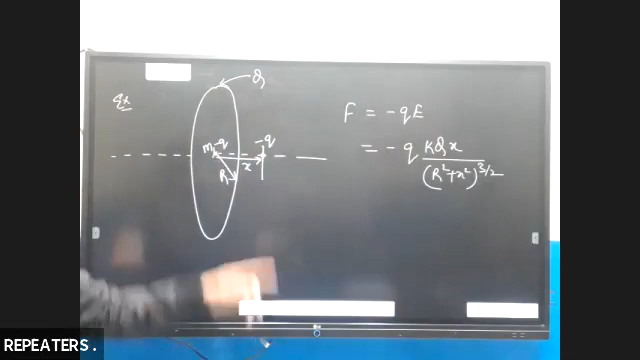 Ex
Q
F = -qE
m, -q
-q
x
R
= -q KQx / (R²+x²)^3/2
REPEATERS.